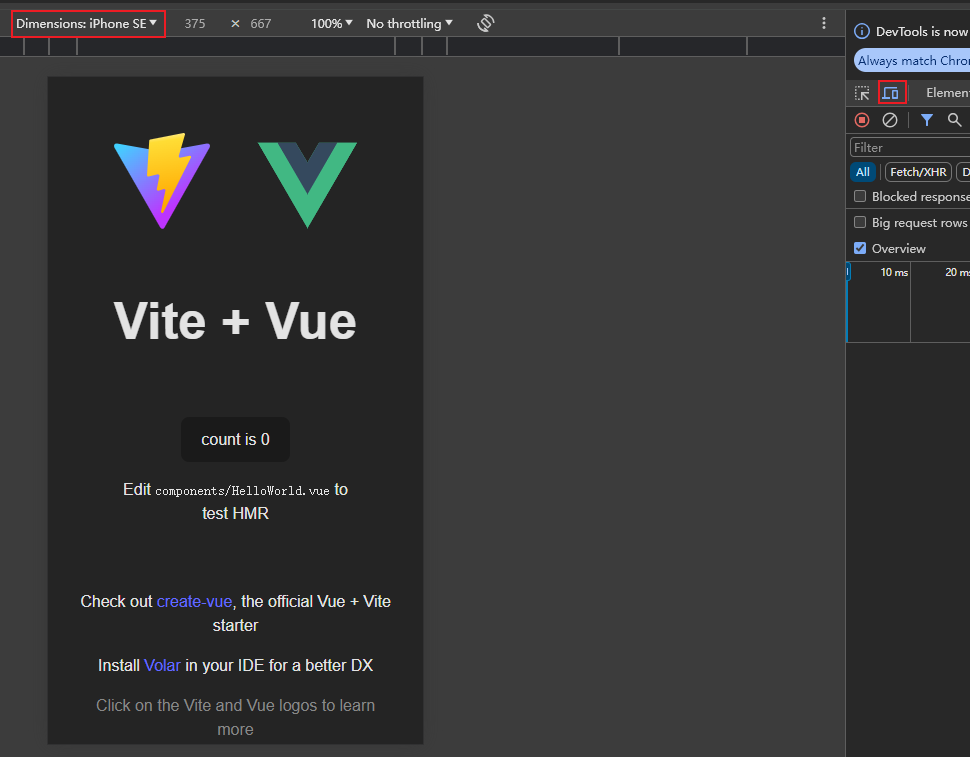 Dimensions: iPhone SE 375 × 667 100% No throttling
DevTools is now
Always match Chro
Elemen
Filter
All Fetch/XHR D
Blocked response
Big request rows
Overview
10 ms 20 ms
Vite + Vue
count is 0
Edit components/HelloWorld.vue to
test HMR
Check out create-vue, the official Vue + Vite
starter
Install Volar in your IDE for a better DX
Click on the Vite and Vue logos to learn
more